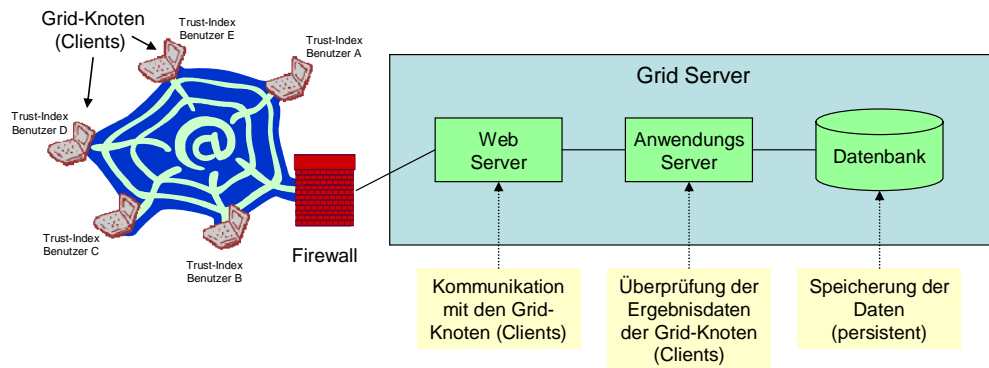 Grid-Knoten
(Clients)
Trust-Index
Benutzer E
Trust-Index
Benutzer A
Trust-Index
Benutzer D
@
Trust-Index
Benutzer C
Trust-Index
Benutzer B
Firewall
Grid Server
Web
Server
Anwendungs
Server
Datenbank
Kommunikation
mit den Grid-
Knoten (Clients)
Überprüfung der
Ergebnisdaten
der Grid-Knoten
(Clients)
Speicherung der
Daten
(persistent)